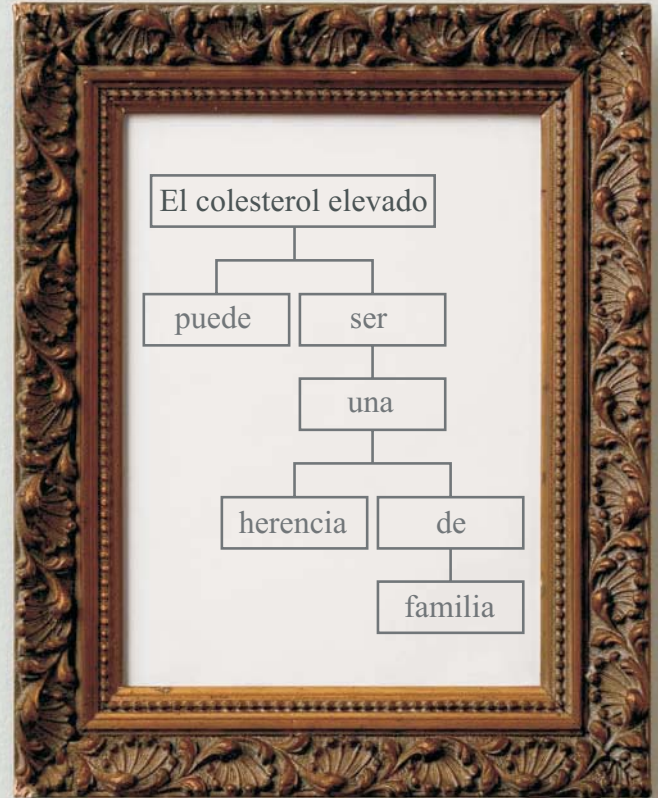 El colesterol elevado
puede ser
una
herencia de
familia